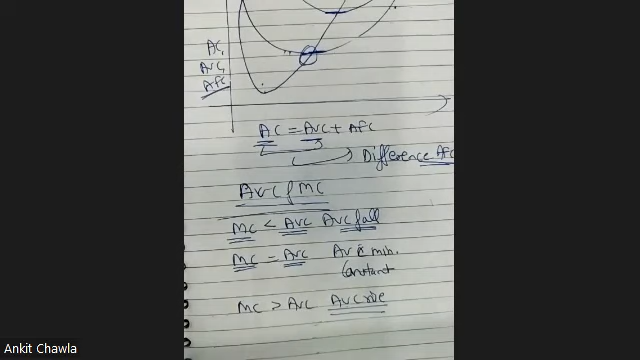 AC,
AVC,
AFC
AC = AVC + AFC
Difference AFC
AVC & MC
MC < AVC AVC fall
MC = AVC AVC min.
Constant
MC > AVC AVC rise
Ankit Chawla